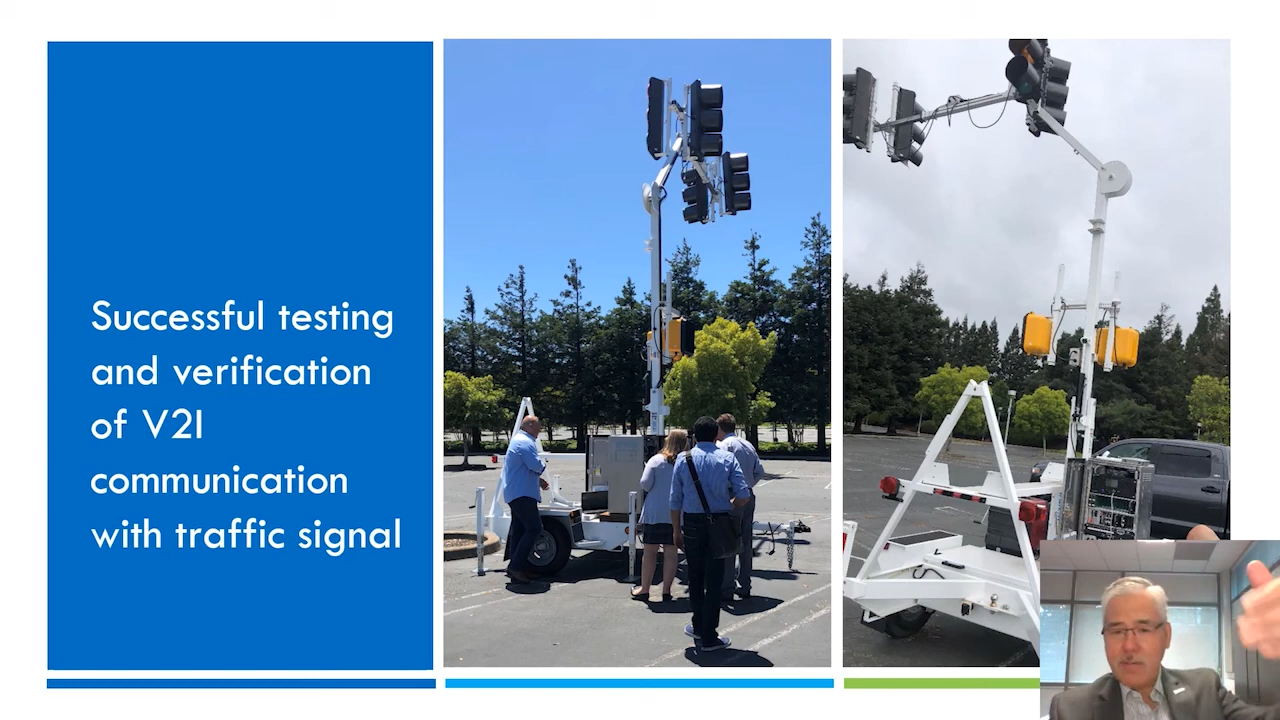 Successful testing
and verification
of V2I
communication
with traffic signal